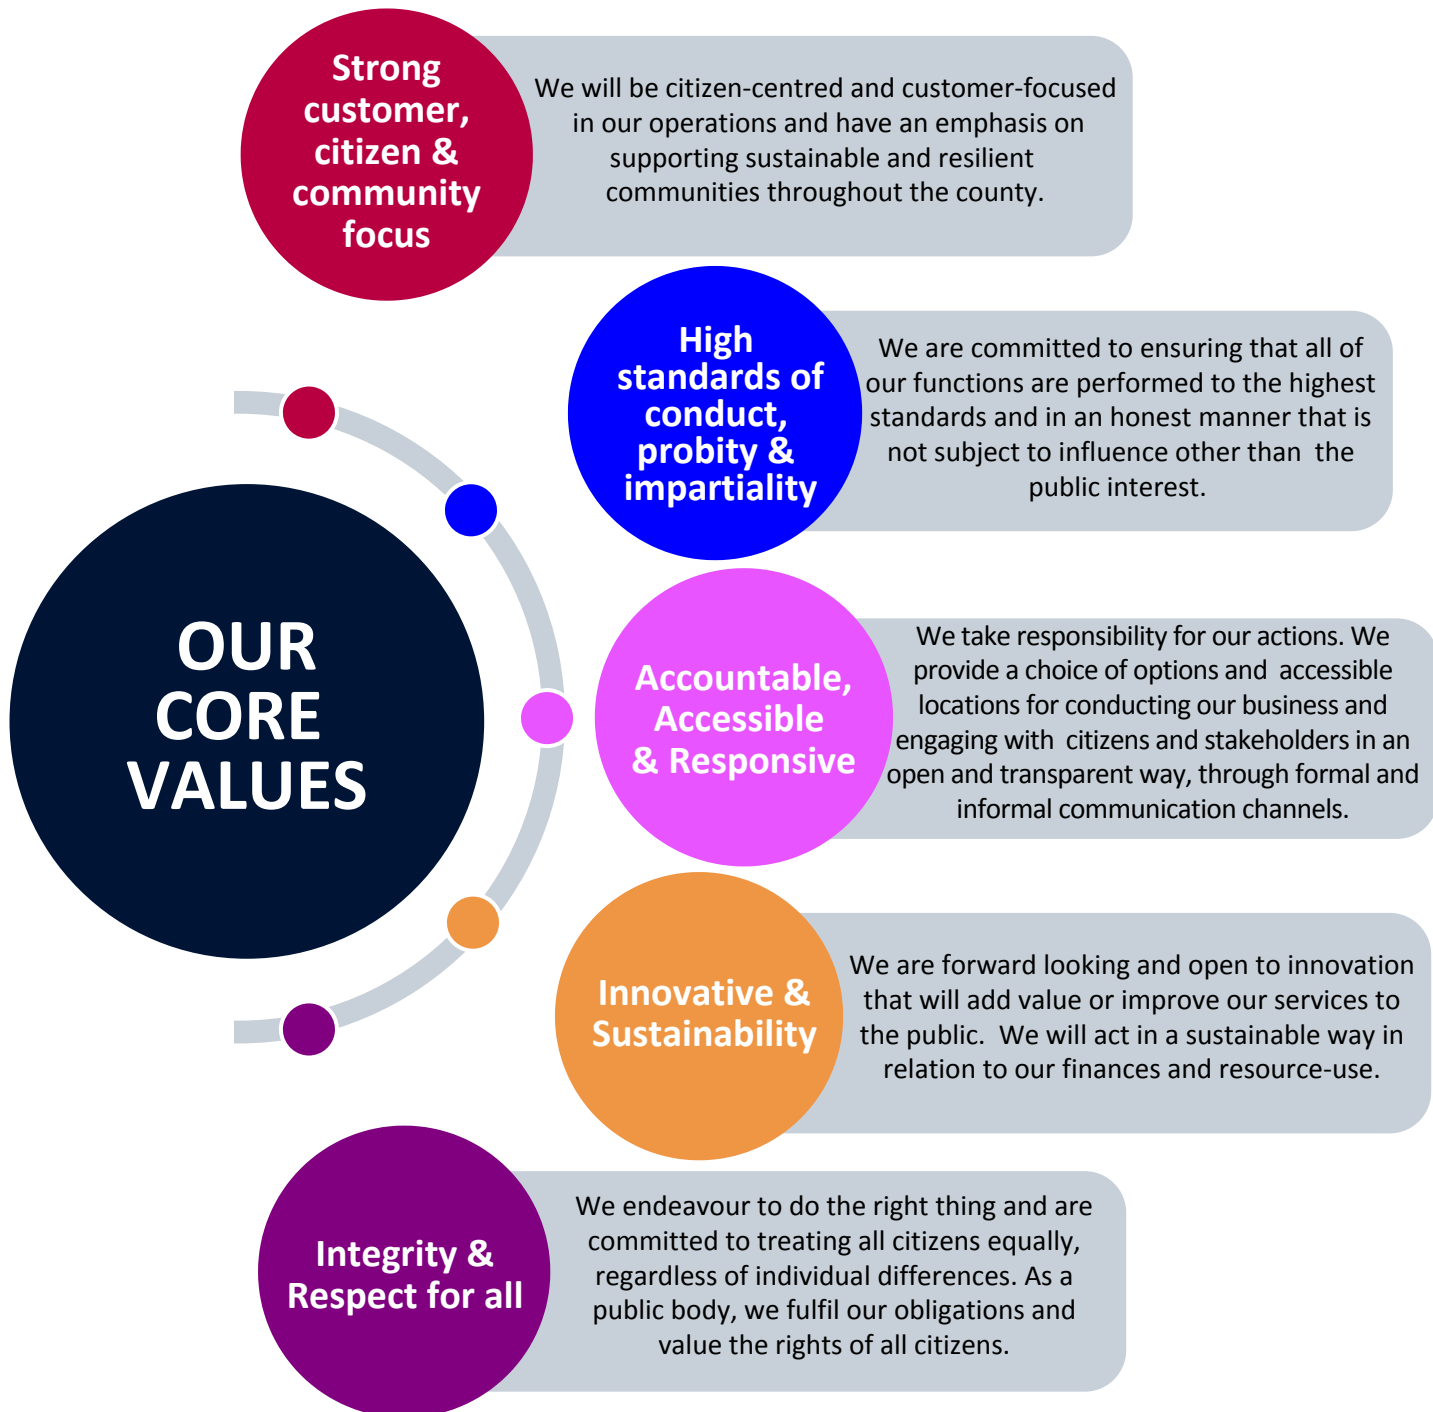 Strong
customer,
citizen &
community
focus
We will be citizen-centred and customer-focused
in our operations and have an emphasis on
supporting sustainable and resilient
communities throughout the county.
High
standards of
conduct,
probity &
impartiality
We are committed to ensuring that all of
our functions are performed to the highest
standards and in an honest manner that is
not subject to influence other than the
public interest.
OUR
CORE
VALUES
Accountable,
Accessible
& Responsive
We take responsibility for our actions. We
provide a choice of options and accessible
locations for conducting our business and
engaging with citizens and stakeholders in an
open and transparent way, through formal and
informal communication channels.
Innovative &
Sustainability
We are forward looking and open to innovation
that will add value or improve our services to
the public. We will act in a sustainable way in
relation to our finances and resource-use.
Integrity &
Respect for all
We endeavour to do the right thing and are
committed to treating all citizens equally,
regardless of individual differences. As a
public body, we fulfil our obligations and
value the rights of all citizens.